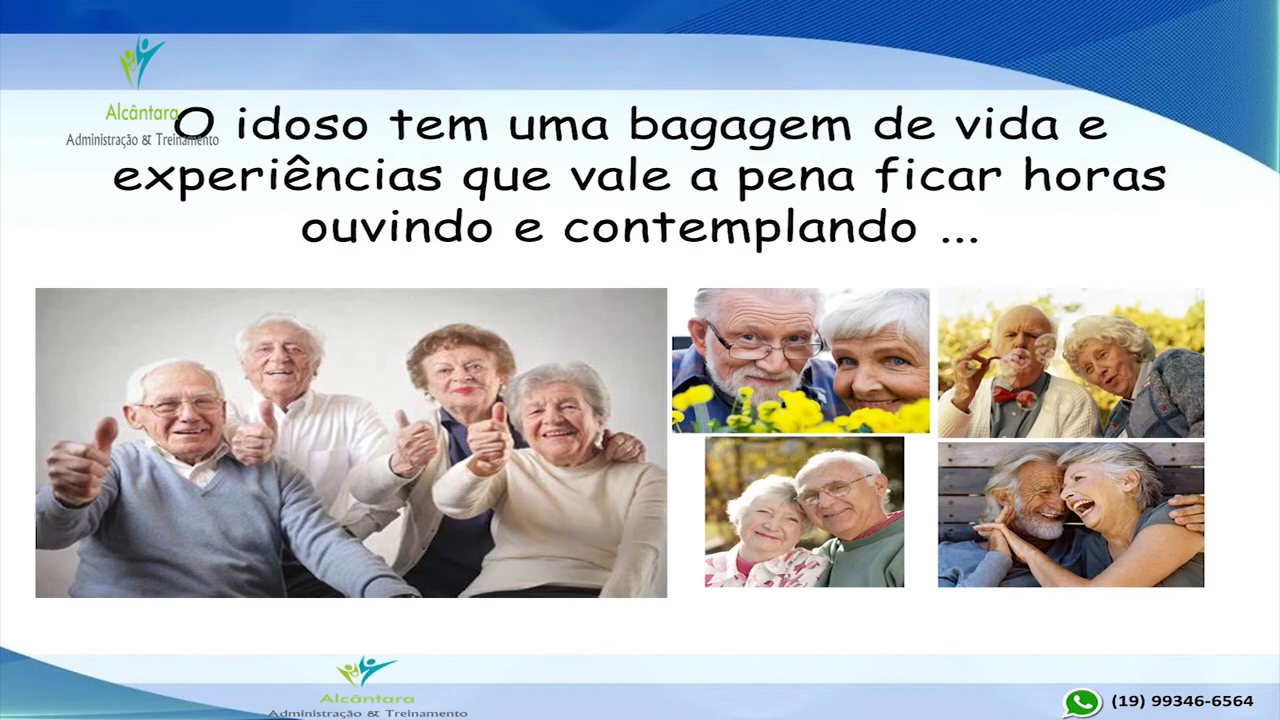 Alcântara
Administração & Treinamento
O idoso tem uma bagagem de vida e
experiências que vale a pena ficar horas
ouvindo e contemplando ...
Alcântara
Administração & Treinamento
(19) 99346-6564